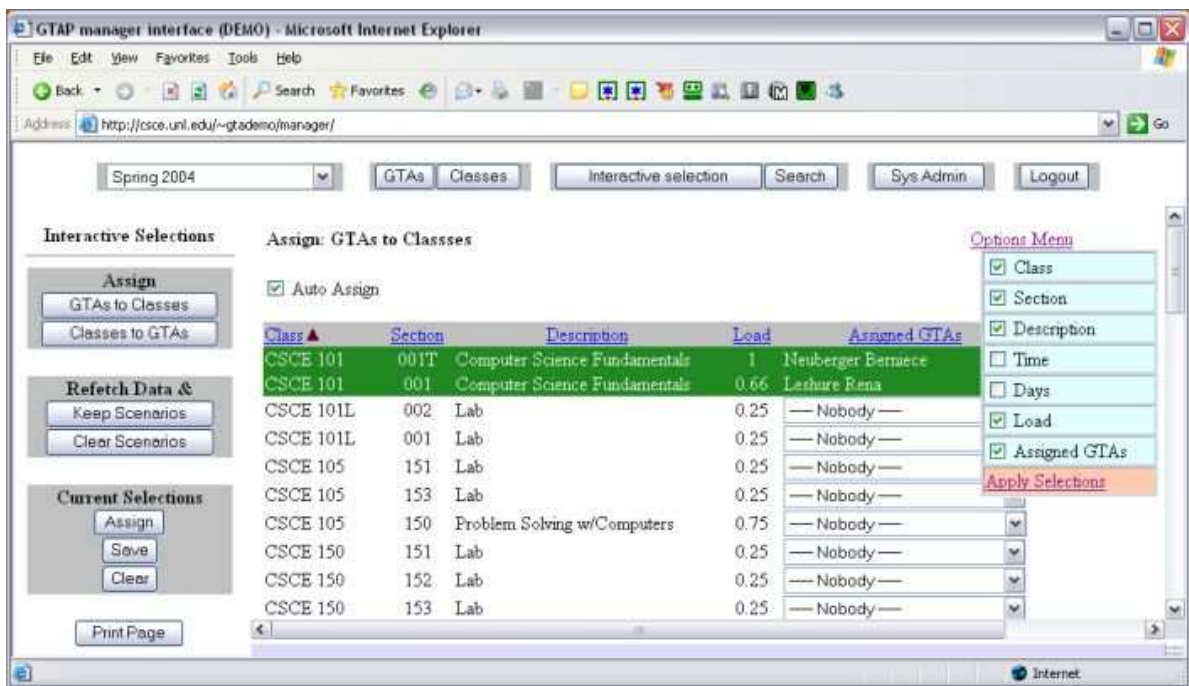 GTAP manager interface (DEMO) - Microsoft Internet Explorer
File Edit View Favorites Tools Help
Back Search Favorites
Address http://csce.unl.edu/~gtademo/manager/ Go
Spring 2004 GTAs Classes Interactive selection Search Sys Admin Logout
Interactive Selections
Assign
GTAs to Classes
Classes to GTAs
Refetch Data &
Keep Scenarios
Clear Scenarios
Current Selections
Assign
Save
Clear
Print Page
Assign: GTAs to Classses
Auto Assign
Options Menu
Class
Section
Description
Time
Days
Load
Assigned GTAs
Apply Selections
Class Section Description Load Assigned GTAs
CSCE 101 001T Computer Science Fundamentals 1 Neuberger Berniece
CSCE 101 001 Computer Science Fundamentals 0.66 Leshure Rena
CSCE 101L 002 Lab 0.25 ---- Nobody ----
CSCE 101L 001 Lab 0.25 ---- Nobody ----
CSCE 105 151 Lab 0.25 ---- Nobody ----
CSCE 105 153 Lab 0.25 ---- Nobody ----
CSCE 105 150 Problem Solving w/Computers 0.75 ---- Nobody ----
CSCE 150 151 Lab 0.25 ---- Nobody ----
CSCE 150 152 Lab 0.25 ---- Nobody ----
CSCE 150 153 Lab 0.25 ---- Nobody ----
Internet